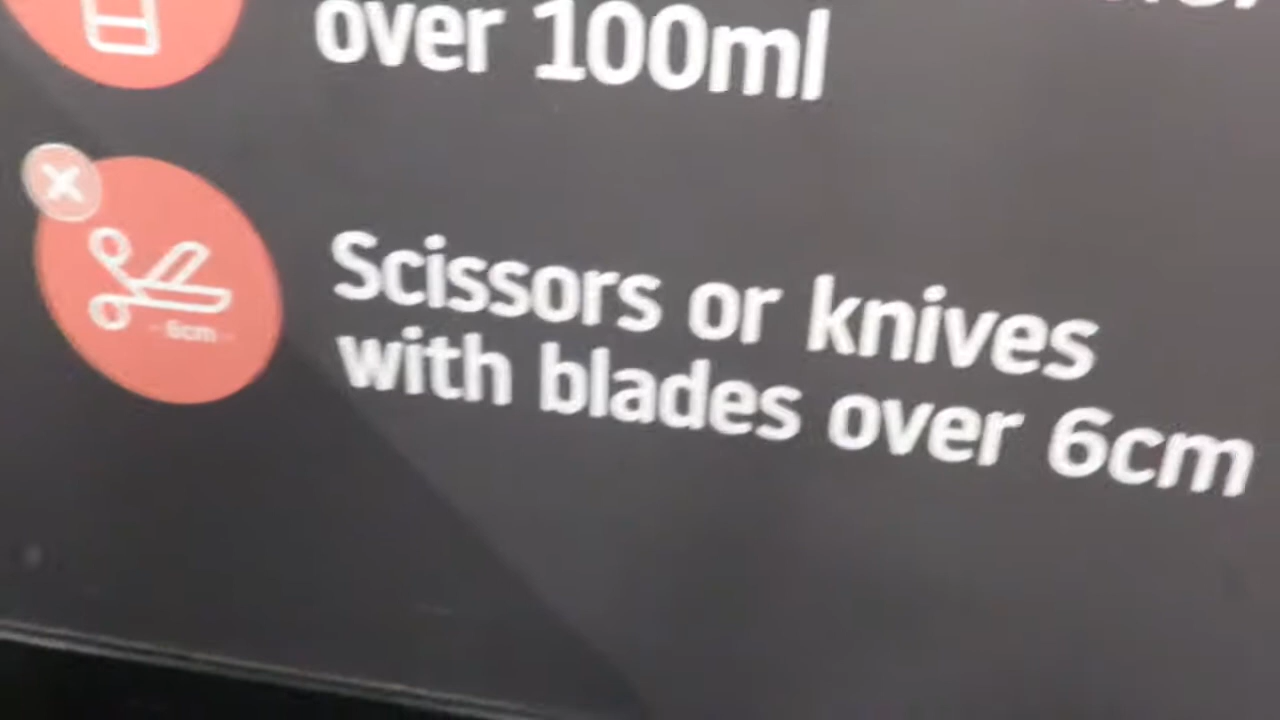 over 100ml
Scissors or knives
with blades over 6cm
6cm